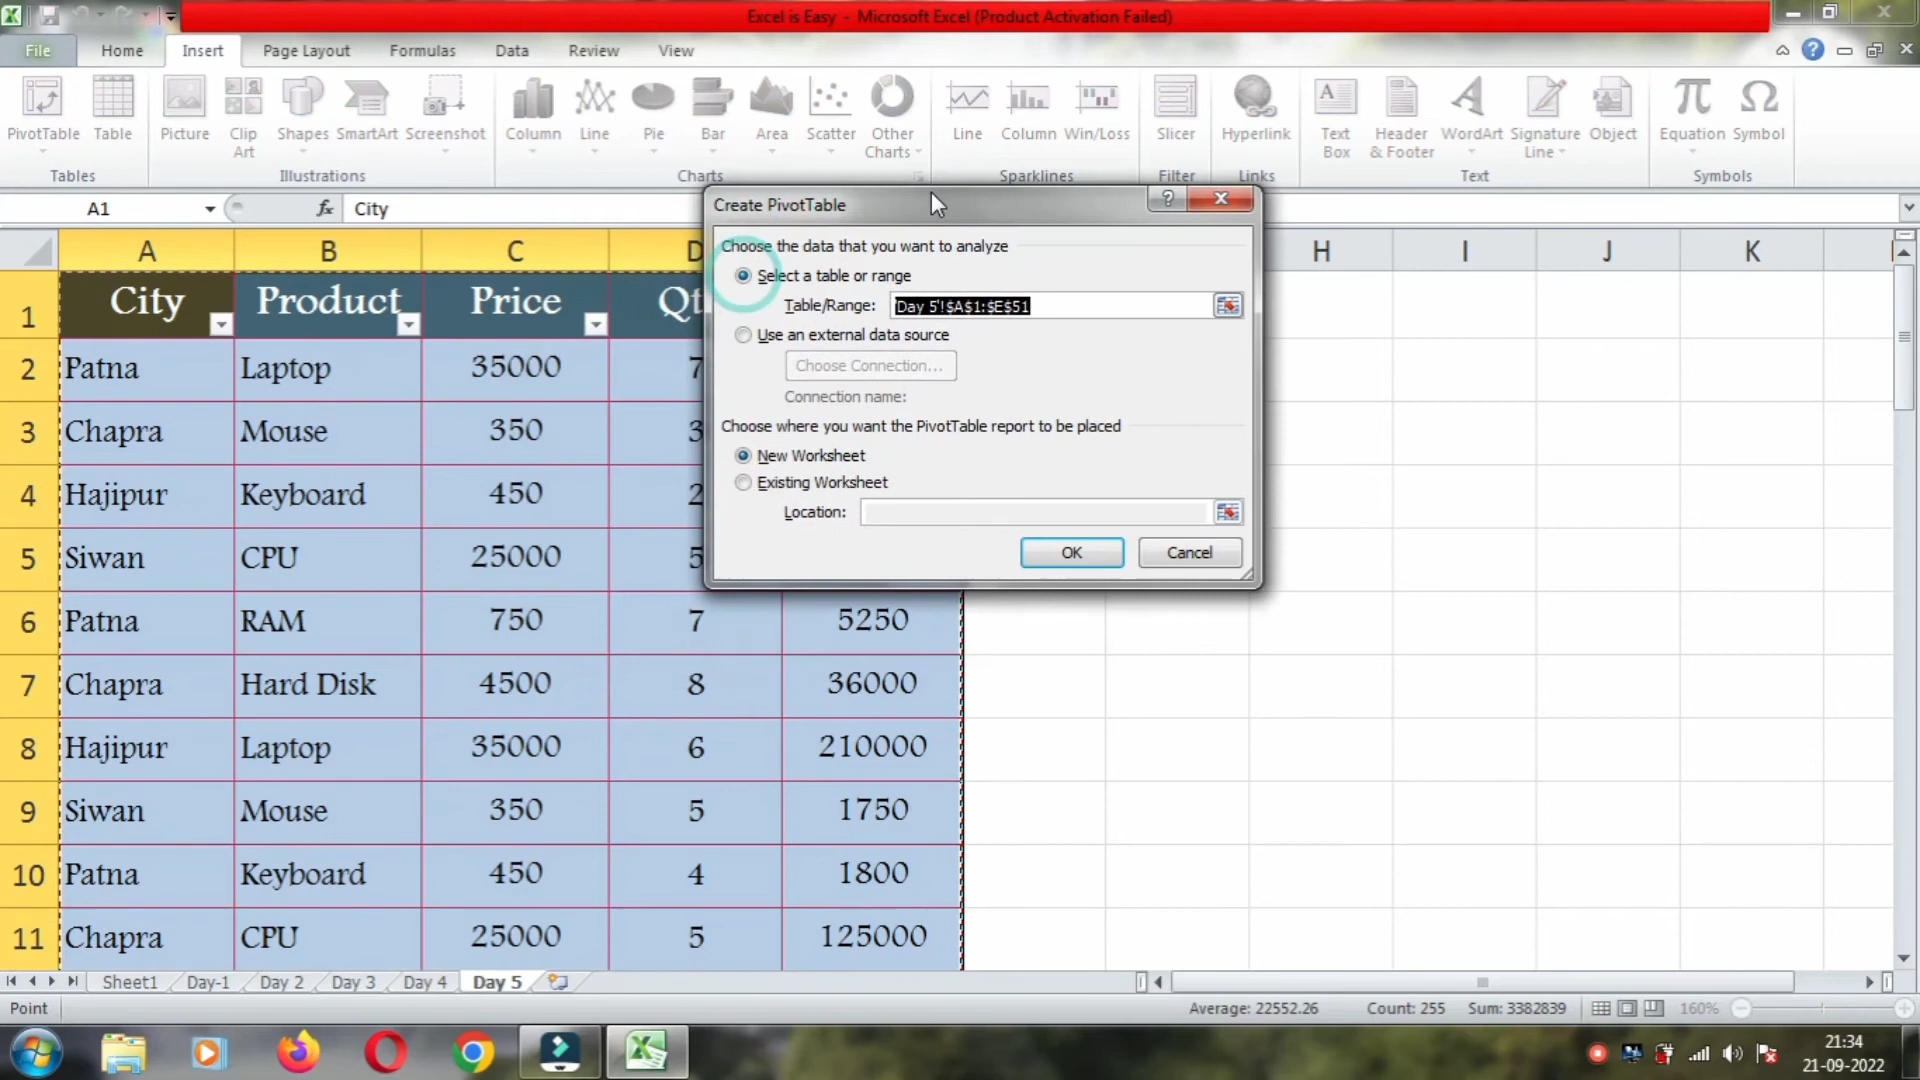 Excel is Easy - Microsoft Excel (Product Activation Failed)
File Home Insert Page Layout Formulas Data Review View
PivotTable Table Picture Clip Art Shapes SmartArt Screenshot Column Line Pie Bar Area Scatter Other Charts Line Column Win/Loss Slicer Hyperlink Text Box Header & Footer WordArt Signature Line Object Equation Symbol
Tables Illustrations Charts Sparklines Filter Links Text Symbols
A1 fx City
Create PivotTable
Choose the data that you want to analyze
Select a table or range
Table/Range: 'Day 5'!$A$1:$E$51
Use an external data source
Choose Connection...
Connection name:
Choose where you want the PivotTable report to be placed
New Worksheet
Existing Worksheet
Location:
OK Cancel
A B C D H I J K
1 City Product Price
2 Patna Laptop 35000 7
3 Chapra Mouse 350 3
4 Hajipur Keyboard 450 2
5 Siwan CPU 25000 5
6 Patna RAM 750 7 5250
7 Chapra Hard Disk 4500 8 36000
8 Hajipur Laptop 35000 6 210000
9 Siwan Mouse 350 5 1750
10 Patna Keyboard 450 4 1800
11 Chapra CPU 25000 5 125000
Sheet1 Day-1 Day 2 Day 3 Day 4 Day 5
Point Average: 22552.26 Count: 255 Sum: 3382839 160%
21:34
21-09-2022